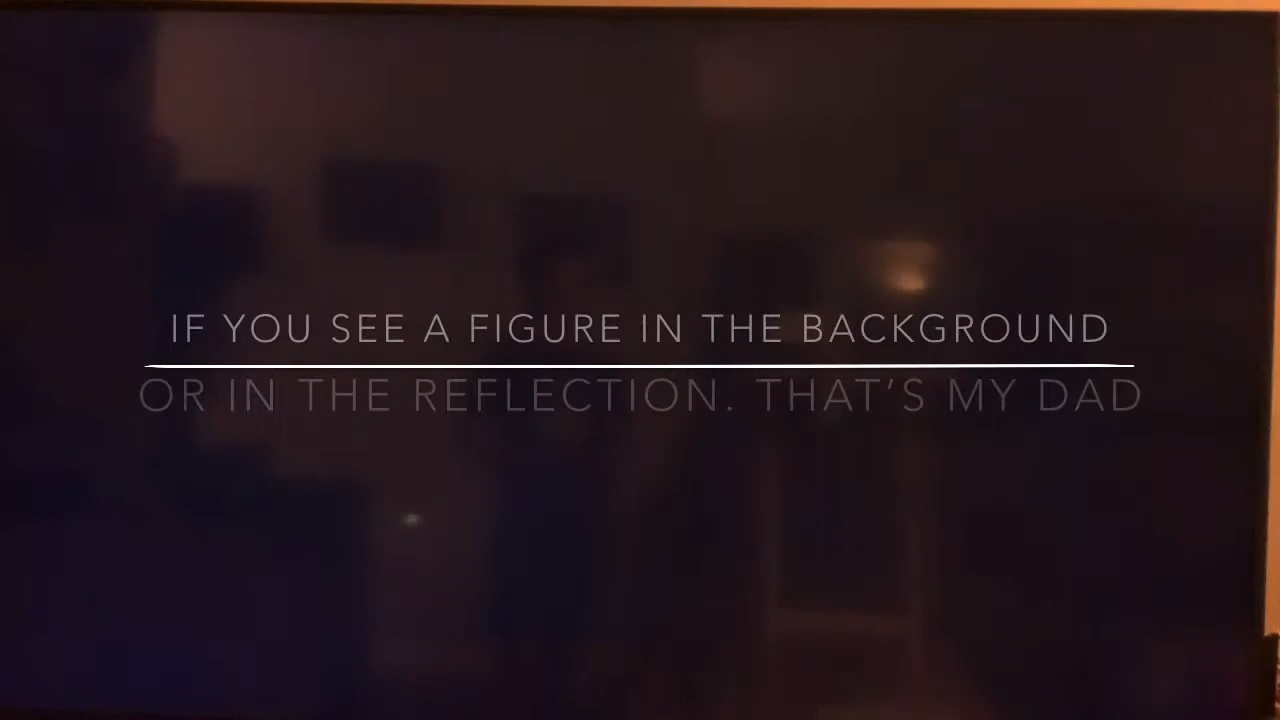 IF YOU SEE A FIGURE IN THE BACKGROUND
OR IN THE REFLECTION. THAT’S MY DAD